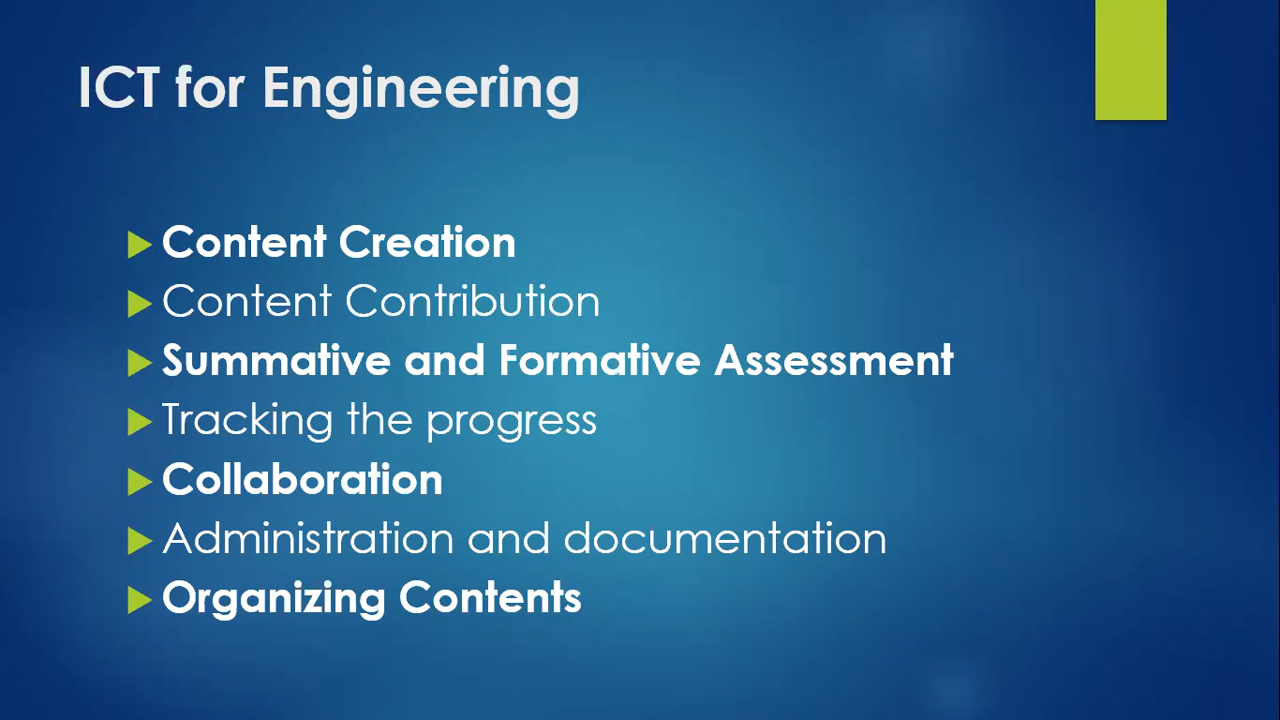 ICT for Engineering
Content Creation
Content Contribution
Summative and Formative Assessment
Tracking the progress
Collaboration
Administration and documentation
Organizing Contents